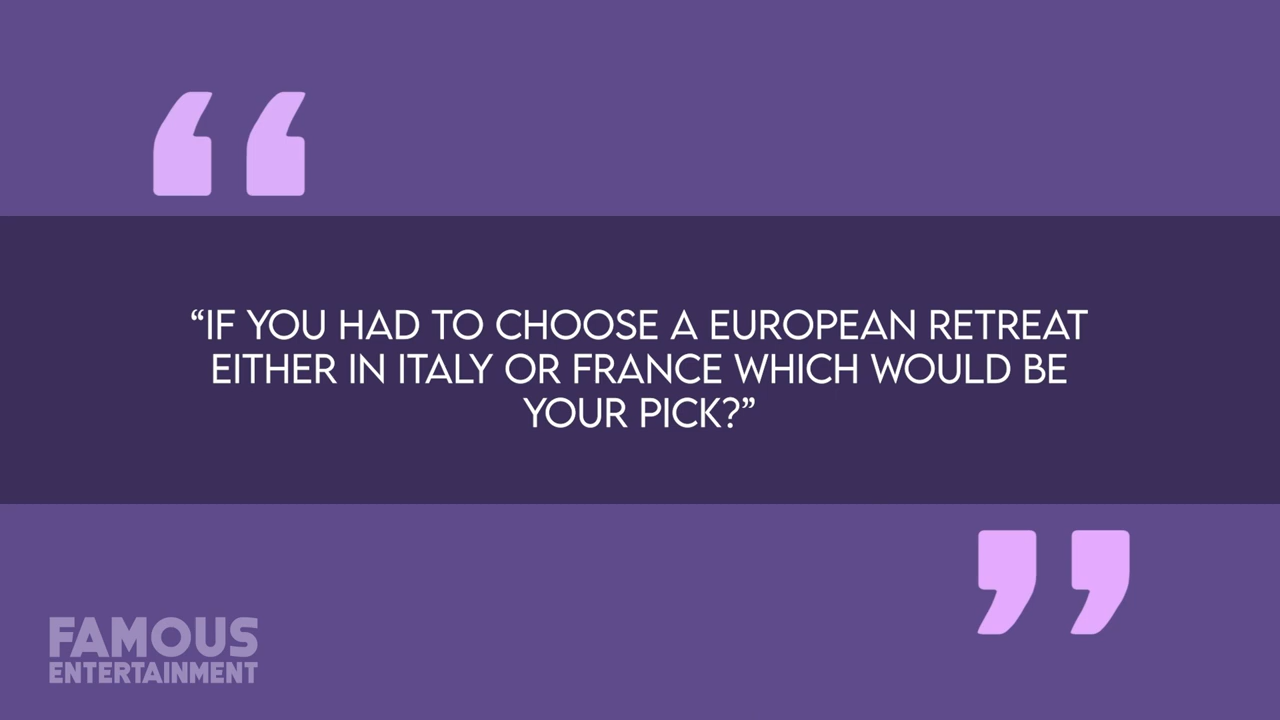 “IF YOU HAD TO CHOOSE A EUROPEAN RETREAT
EITHER IN ITALY OR FRANCE WHICH WOULD BE
YOUR PICK?”
FAMOUS
ENTERTAINMENT